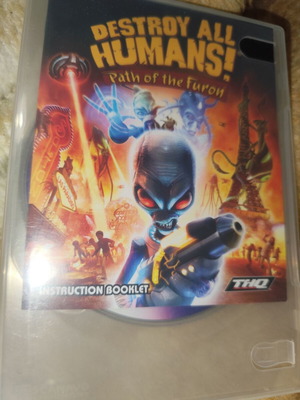 DESTROY ALL
HUMANS!
Path of the Furon
INSTRUCTION BOOKLET
THQ